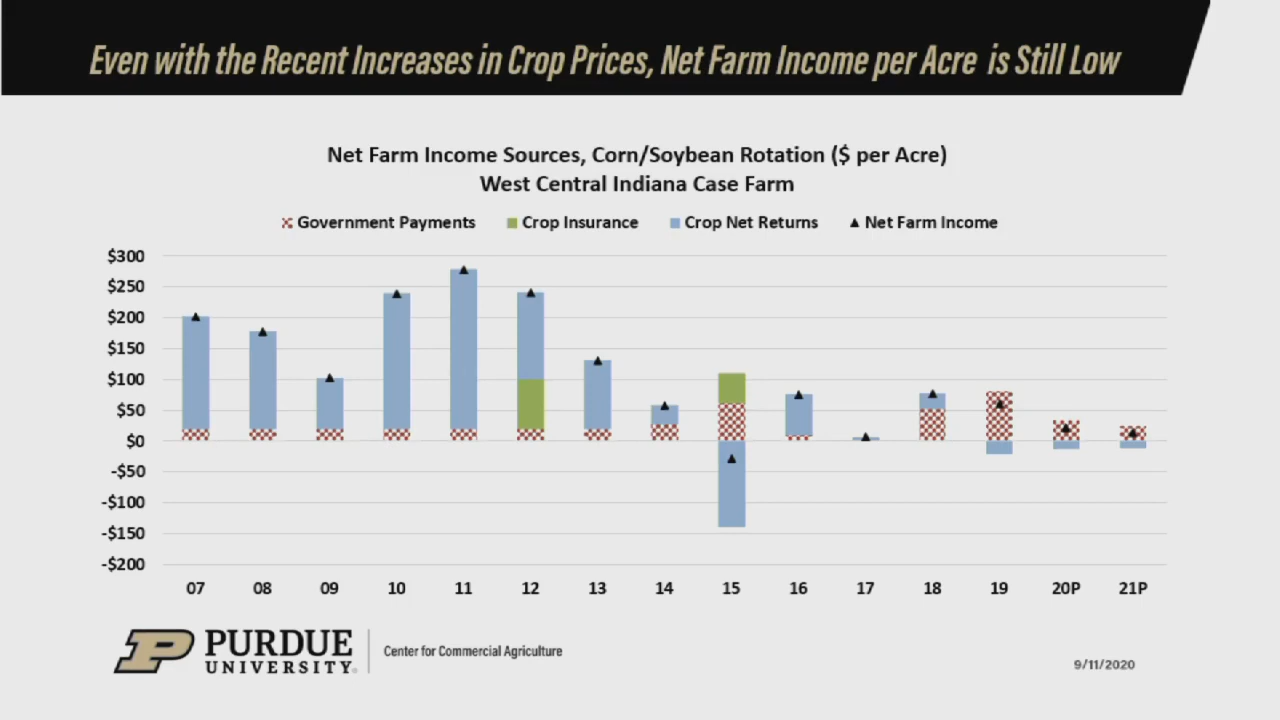 Even with the Recent Increases in Crop Prices, Net Farm Income per Acre is Still Low
Net Farm Income Sources, Corn/Soybean Rotation ($ per Acre)
West Central Indiana Case Farm
Government Payments Crop Insurance Crop Net Returns Net Farm Income
$300
$250
$200
$150
$100
$50
$0
-$50
-$100
-$150
-$200
07 08 09 10 11 12 13 14 15 16 17 18 19 20P 21P
P PURDUE
UNIVERSITY
Center for Commercial Agriculture
9/11/2020